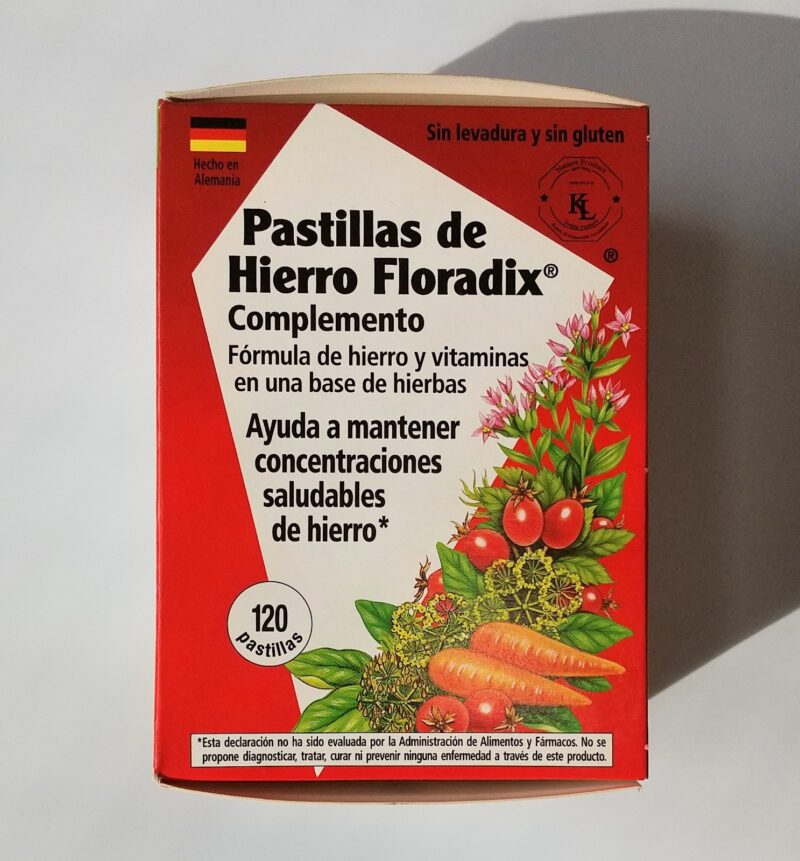 Hecho en
Alemania
Sin levadura y sin gluten
Nature Product
KL
®
Pastillas de
Hierro Floradix®
Complemento
Fórmula de hierro y vitaminas
en una base de hierbas
Ayuda a mantener
concentraciones
saludables
de hierro*
120
pastillas
*Esta declaración no ha sido evaluada por la Administración de Alimentos y Fármacos. No se
propone diagnosticar, tratar, curar ni prevenir ninguna enfermedad a través de este producto.